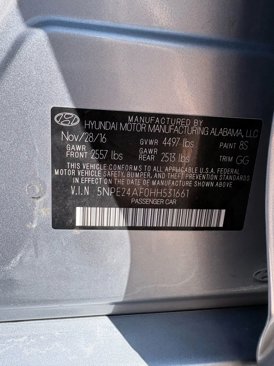 MANUFACTURED BY
HYUNDAI MOTOR MANUFACTURING ALABAMA, LLC
Nov/28/16 GVWR 4497 lbs PAINT 8S
GAWR FRONT 2557 lbs GAWR REAR 2513 lbs TRIM GG
THIS VEHICLE CONFORMS TO ALL APPLICABLE U.S.A. FEDERAL
MOTOR VEHICLE SAFETY, BUMPER, AND THEFT PREVENTION STANDARDS
IN EFFECT ON THE DATE OF MANUFACTURE SHOWN ABOVE
V.I.N 5NPE24AF0HH531661
PASSENGER CAR